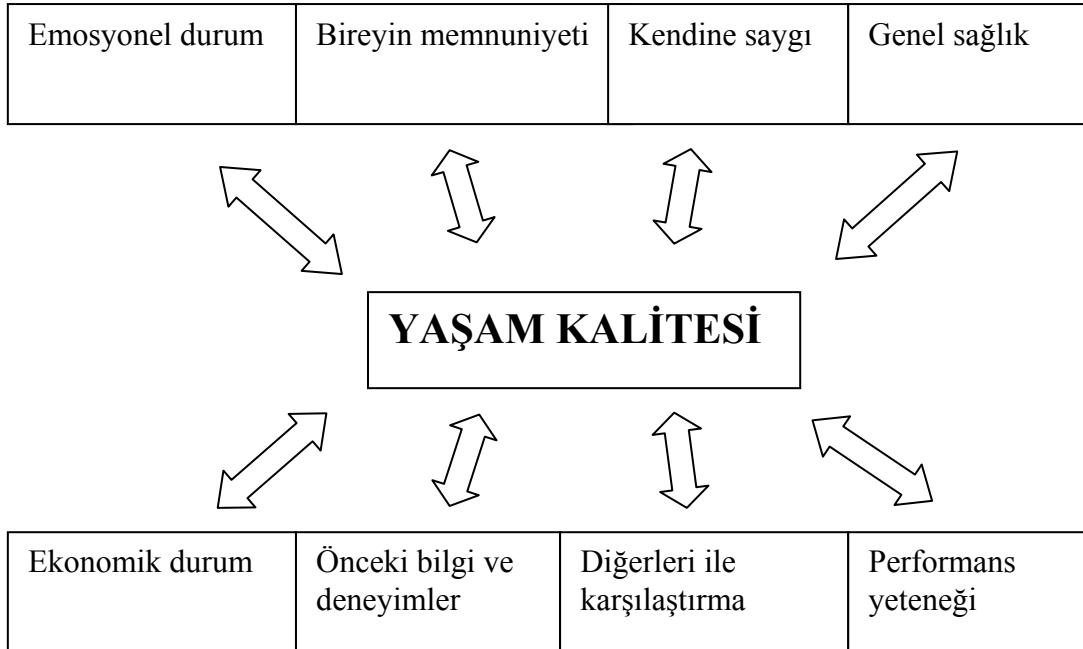 Emosyonel durum
Bireyin memnuniyeti
Kendine saygı
Genel sağlık
YAŞAM KALİTESİ
Ekonomik durum
Önceki bilgi ve
deneyimler
Diğerleri ile
karşılaştırma
Performans
yeteneği